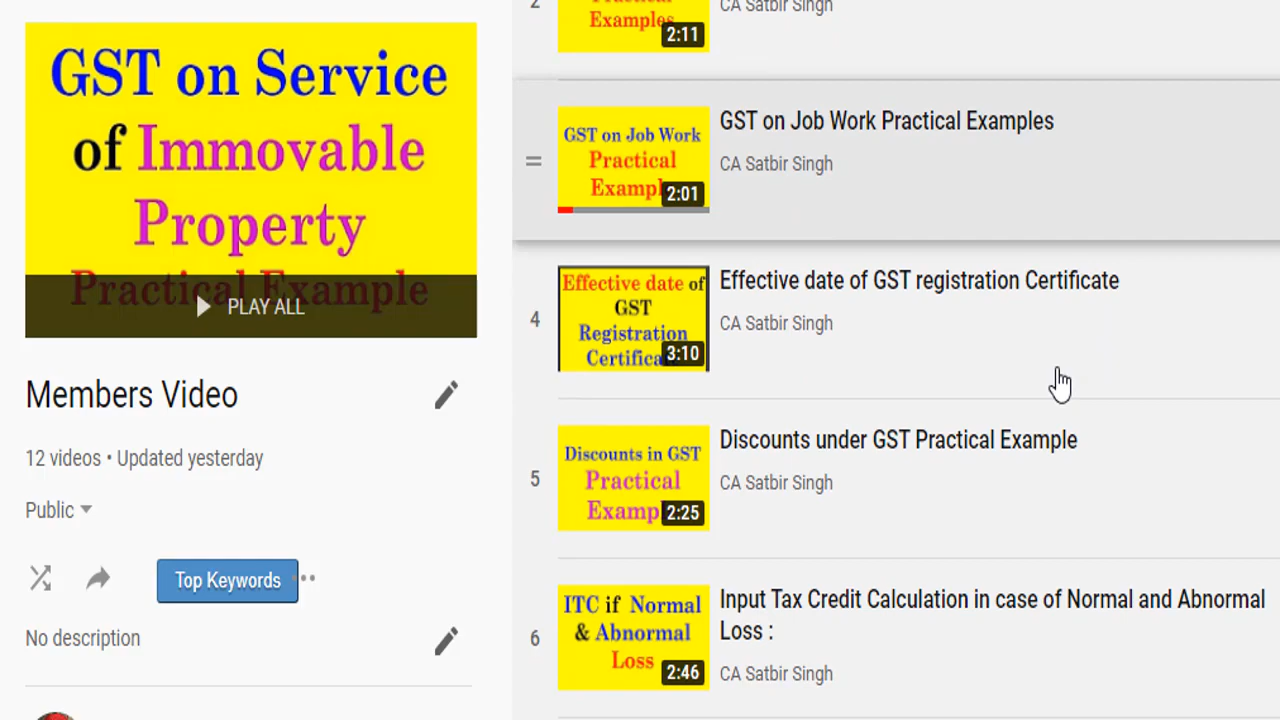 GST on Service
of Immovable
Property
Practical Example
PLAY ALL
Members Video
12 videos • Updated yesterday
Public
Top Keywords
No description
2
Practical
Examples
2:11
CA Satbir Singh
GST on Job Work
Practical
Exampl
2:01
GST on Job Work Practical Examples
CA Satbir Singh
4
Effective date of
GST
Registration
Certifica
3:10
Effective date of GST registration Certificate
CA Satbir Singh
5
Discounts in GST
Practical
Examp
2:25
Discounts under GST Practical Example
CA Satbir Singh
6
ITC if Normal
& Abnormal
Loss
2:46
Input Tax Credit Calculation in case of Normal and Abnormal
Loss :
CA Satbir Singh